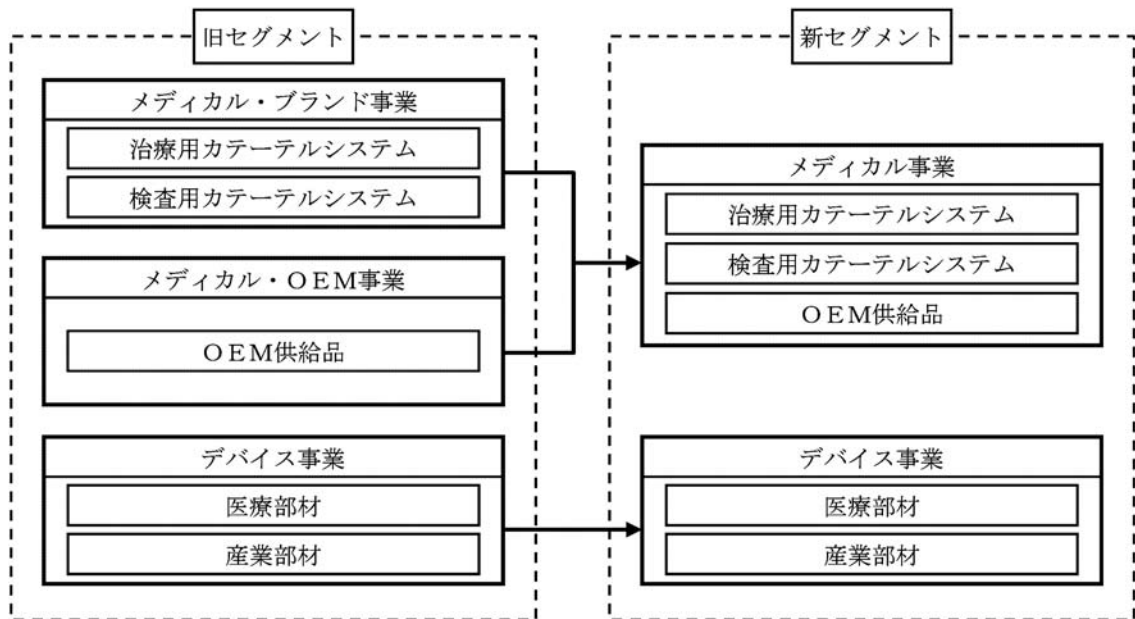 旧セグメント
メディカル・ブランド事業
治療用カテーテルシステム
検査用カテーテルシステム
メディカル・ＯＥＭ事業
ＯＥＭ供給品
デバイス事業
医療部材
産業部材
新セグメント
メディカル事業
治療用カテーテルシステム
検査用カテーテルシステム
ＯＥＭ供給品
デバイス事業
医療部材
産業部材